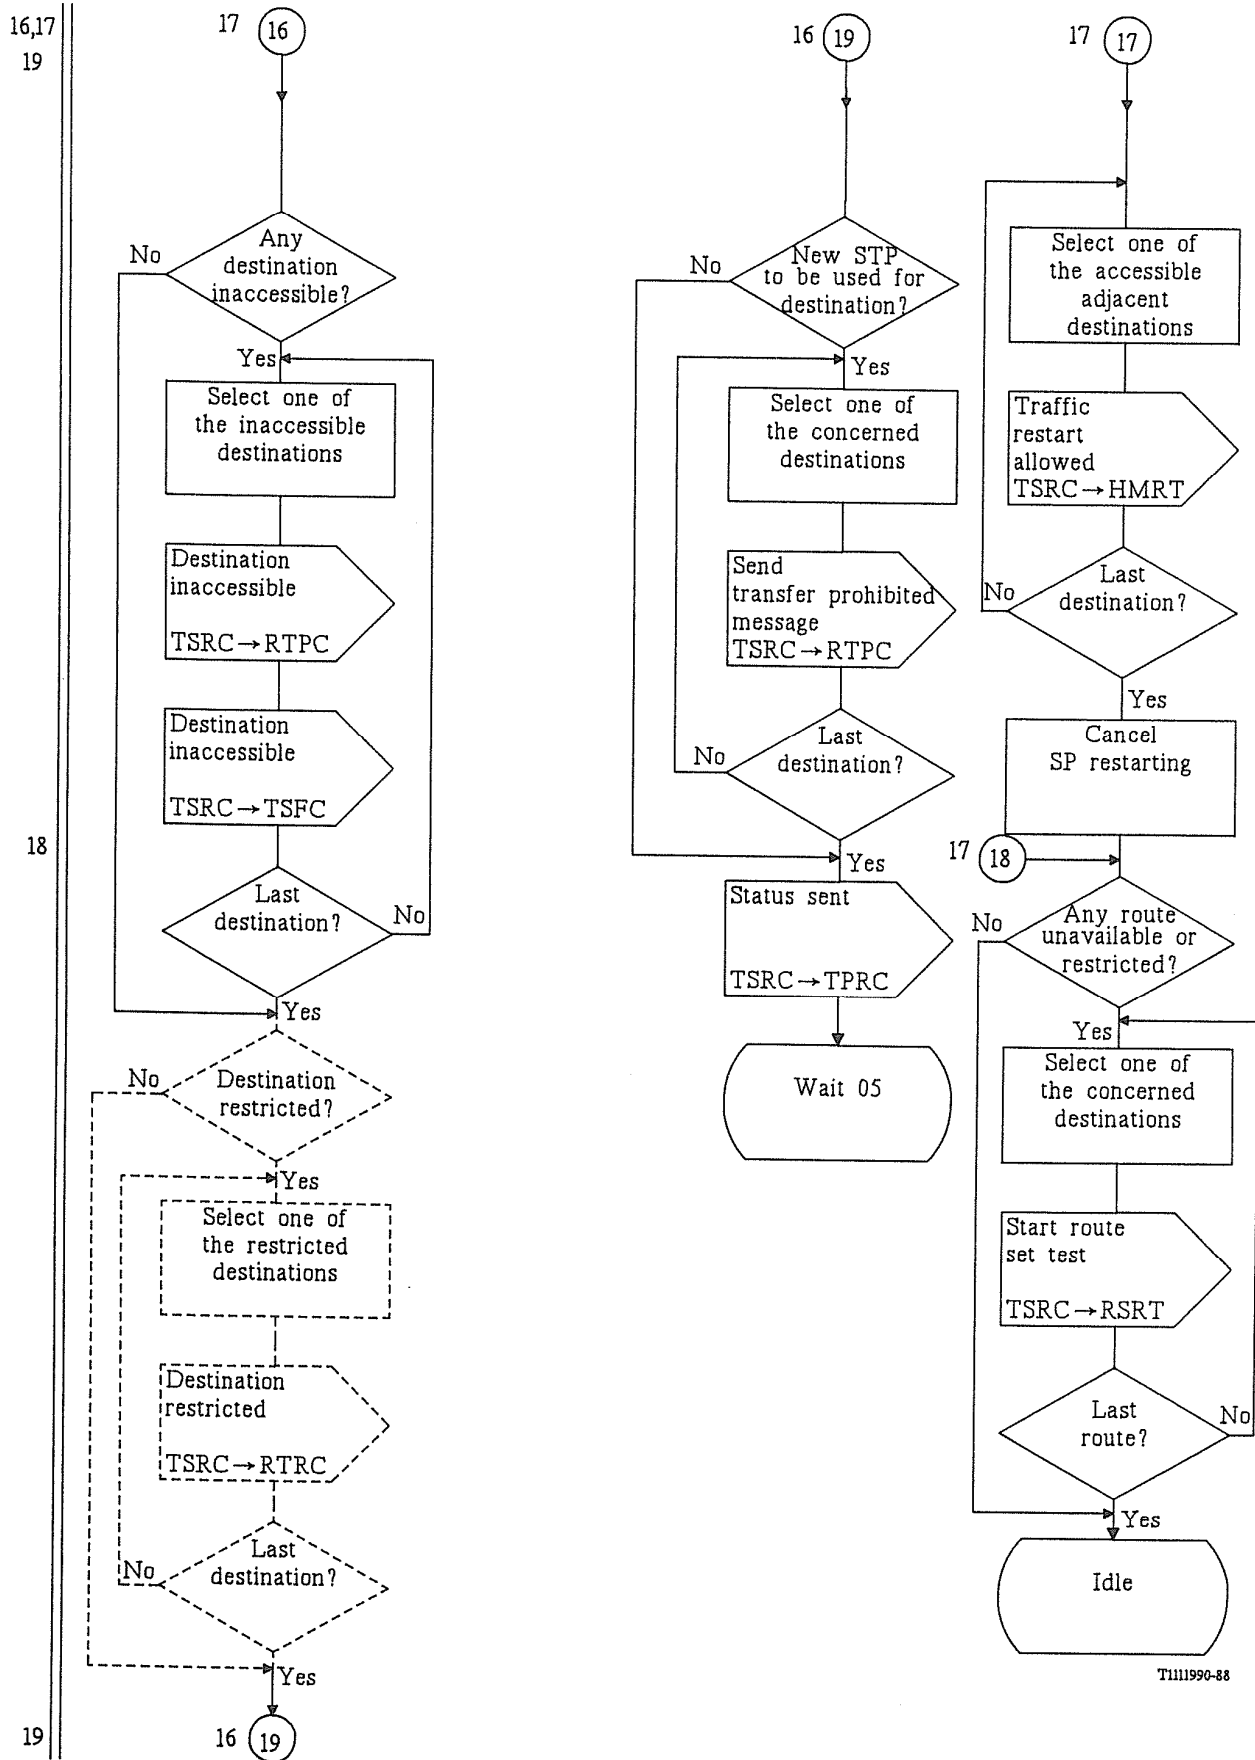 16,17
19
18
19
17 16
Any
destination
inaccessible?
No
Yes
Select one of
the inaccessible
destinations
Destination
inaccessible
TSRC→RTPC
Destination
inaccessible
TSRC→TSFC
Last
destination?
No
Yes
Destination
restricted?
No
Yes
Select one of
the restricted
destinations
Destination
restricted
TSRC→RTRC
Last
destination?
No
Yes
16 19
16 19
New STP
to be used for
destination?
No
Yes
Select one of
the concerned
destinations
Send
transfer prohibited
message
TSRC→RTPC
Last
destination?
No
Yes
Status sent
TSRC→TPRC
Wait 05
17 17
Select one of
the accessible
adjacent
destinations
Traffic
restart
allowed
TSRC→HMRT
Last
destination?
No
Yes
Cancel
SP restarting
17 18
Any route
unavailable or
restricted?
No
Yes
Select one of
the concerned
destinations
Start route
set test
TSRC→RSRT
Last
route?
No
Yes
Idle
T1111990-88